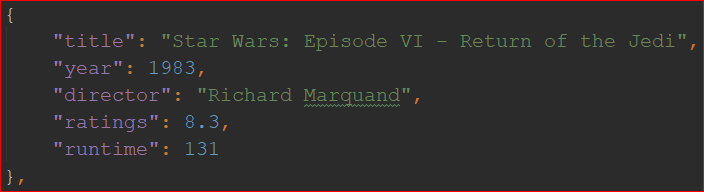 {
"title": "Star Wars: Episode VI - Return of the Jedi",
"year": 1983,
"director": "Richard Marquand",
"ratings": 8.3,
"runtime": 131
},